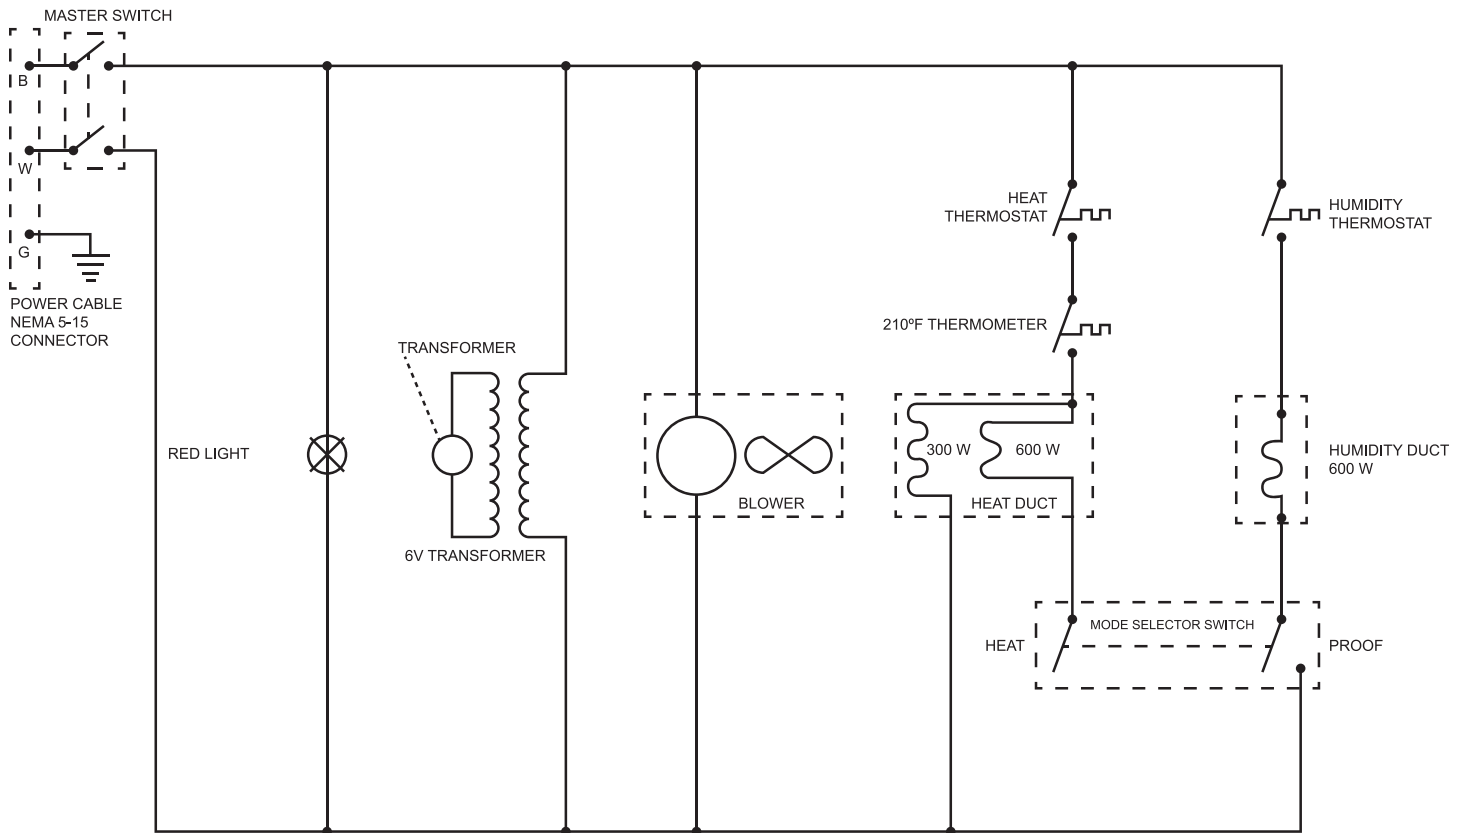 MASTER SWITCH
B
W
G
POWER CABLE
NEMA 5-15
CONNECTOR
RED LIGHT
TRANSFORMER
6V TRANSFORMER
BLOWER
HEAT
THERMOSTAT
210ºF THERMOMETER
300 W
600 W
HEAT DUCT
HUMIDITY
THERMOSTAT
HUMIDITY DUCT
600 W
MODE SELECTOR SWITCH
HEAT
PROOF